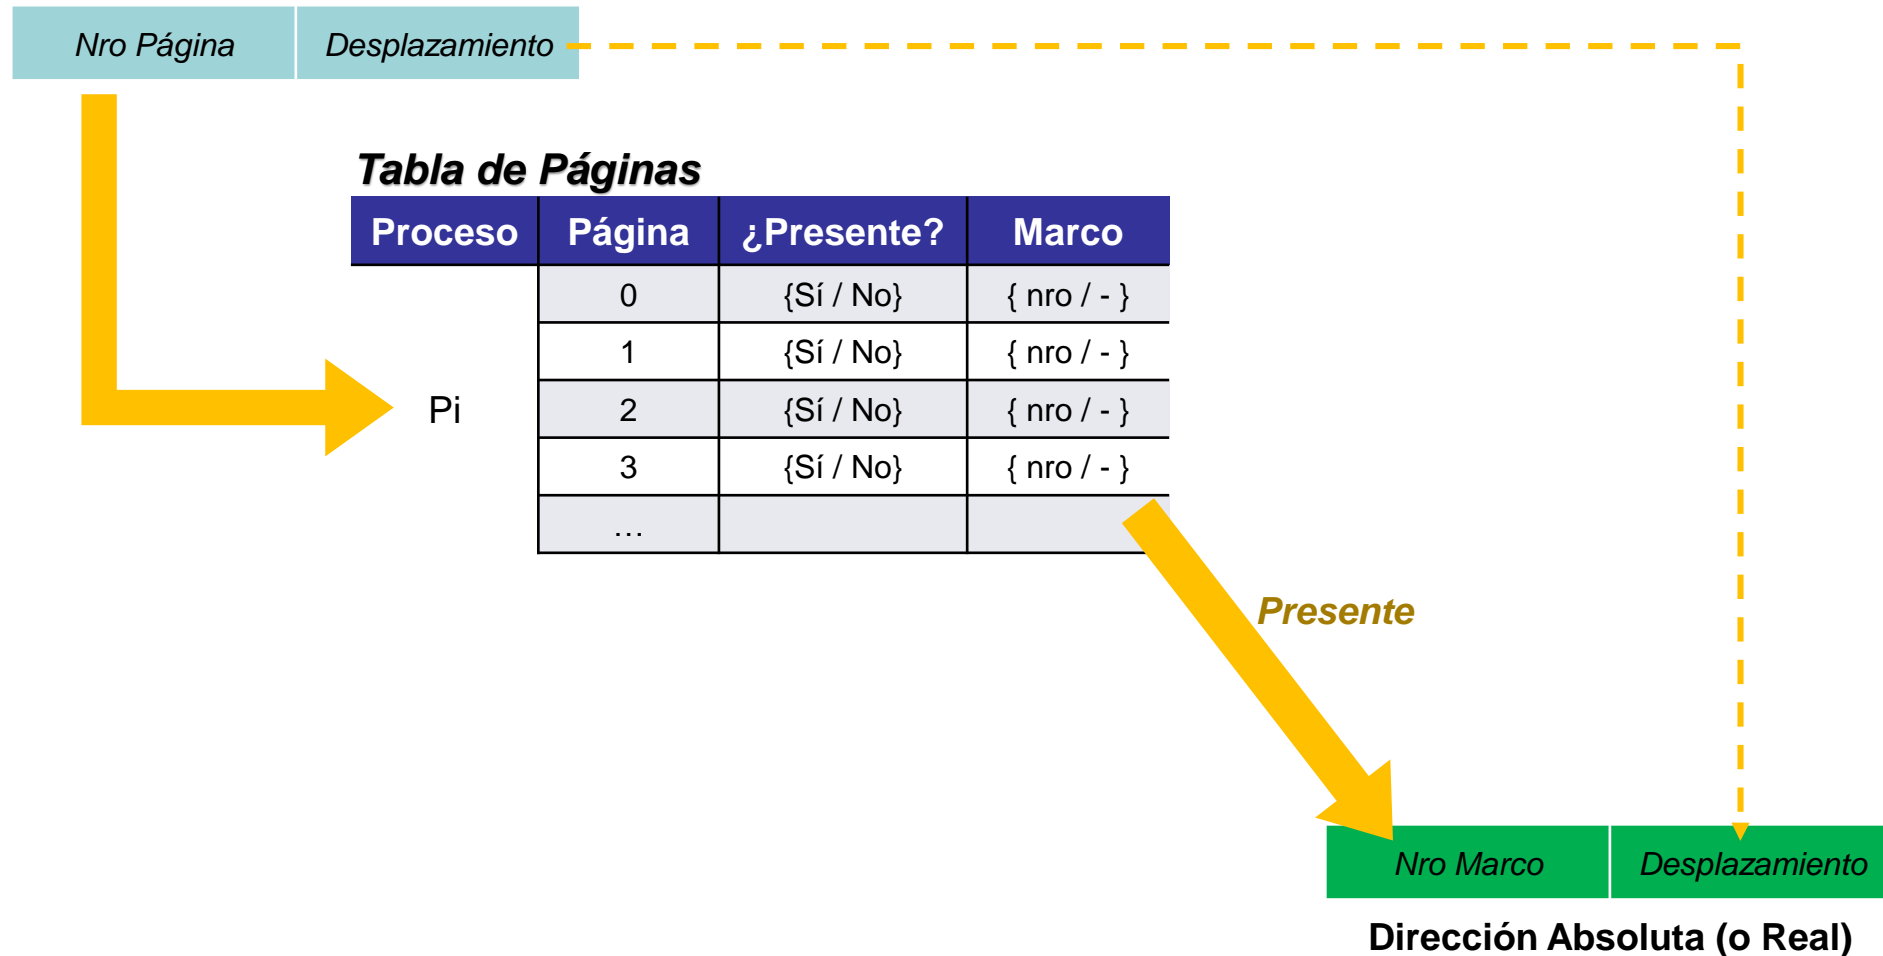 Nro Página Desplazamiento
Tabla de Páginas
Proceso Página ¿Presente? Marco
0 {Sí / No} { nro / - }
1 {Sí / No} { nro / - }
Pi 2 {Sí / No} { nro / - }
3 {Sí / No} { nro / - }
…
Presente
Nro Marco Desplazamiento
Dirección Absoluta (o Real)